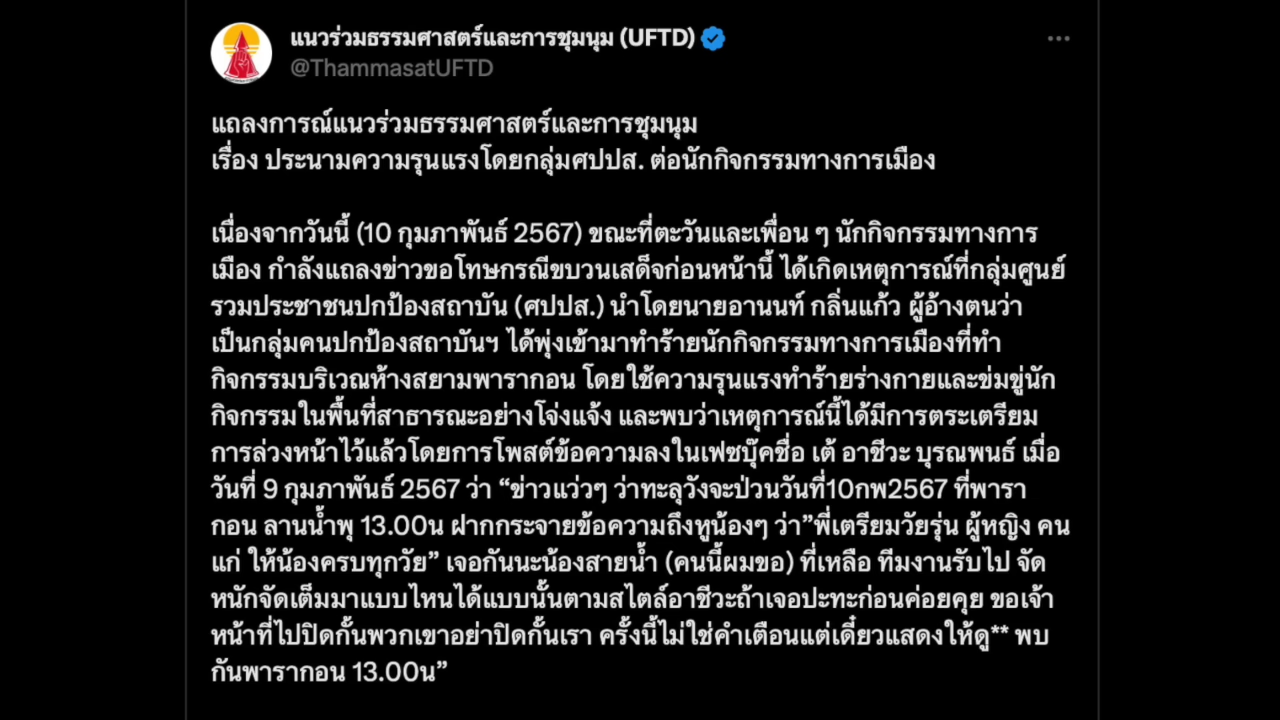 แนวร่วมธรรมศาสตร์และการชุมนุม (UFTD)
@ThammasatUFTD
แถลงการณ์แนวร่วมธรรมศาสตร์และการชุมนุม
เรื่อง ประนามความรุนแรงโดยกลุ่มศปปส. ต่อนักกิจกรรมทางการเมือง
เนื่องจากวันนี้ (10 กุมภาพันธ์ 2567) ขณะที่ตะวันและเพื่อน ๆ นักกิจกรรมทางการ
เมือง กำลังแถลงข่าวขอโทษกรณีขบวนเสด็จก่อนหน้านี้ ได้เกิดเหตุการณ์ที่กลุ่มศูนย์
รวมประชาชนปกป้องสถาบัน (ศปปส.) นำโดยนายอานนท์ กลิ่นแก้ว ผู้อ้างตนว่า
เป็นกลุ่มคนปกป้องสถาบันฯ ได้พุ่งเข้ามาทำร้ายนักกิจกรรมทางการเมืองที่ทำ
กิจกรรมบริเวณห้างสยามพารากอน โดยใช้ความรุนแรงทำร้ายร่างกายและข่มขู่นัก
กิจกรรมในพื้นที่สาธารณะอย่างโจ่งแจ้ง และพบว่าเหตุการณ์นี้ได้มีการตระเตรียม
การล่วงหน้าไว้แล้วโดยการโพสต์ข้อความลงในเฟซบุ๊คชื่อ เต้ อาชีวะ บุรณพนธ์ เมื่อ
วันที่ 9 กุมภาพันธ์ 2567 ว่า “ข่าวแว่วๆ ว่าทะลุวังจะป่วนวันที่10กพ2567 ที่พารา
กอน ลานน้ำพุ 13.00น ฝากกระจายข้อความถึงหูน้องๆ ว่า”พี่เตรียมวัยรุ่น ผู้หญิง คน
แก่ ให้น้องครบทุกวัย” เจอกันนะน้องสายน้ำ (คนนี้ผมขอ) ที่เหลือ ทีมงานรับไป จัด
หนักจัดเต็มมาแบบไหนได้แบบนั้นตามสไตล์อาชีวะถ้าเจอปะทะก่อนค่อยคุย ขอเจ้า
หน้าที่ไปปิดกั้นพวกเขาอย่าปิดกั้นเรา ครั้งนี้ไม่ใช่คำเตือนแต่เดี๋ยวแสดงให้ดู** พบ
กันพารากอน 13.00น”